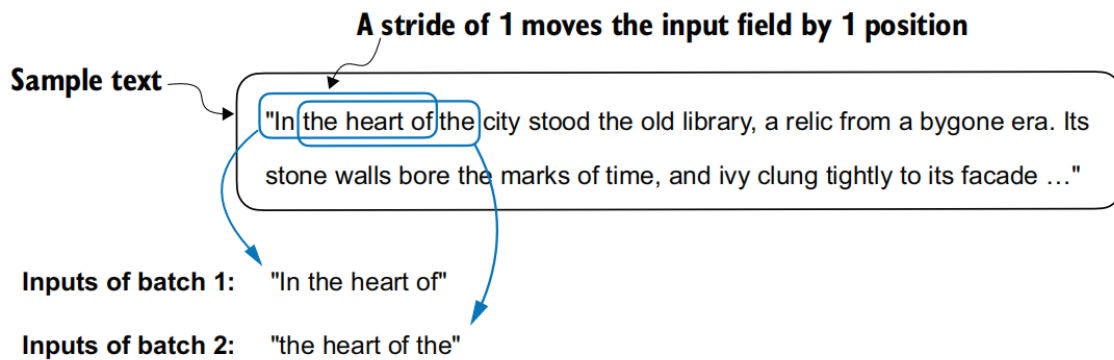 A stride of 1 moves the input field by 1 position
Sample text
"In the heart of the city stood the old library, a relic from a bygone era. Its
stone walls bore the marks of time, and ivy clung tightly to its facade …"
Inputs of batch 1: "In the heart of"
Inputs of batch 2: "the heart of the"